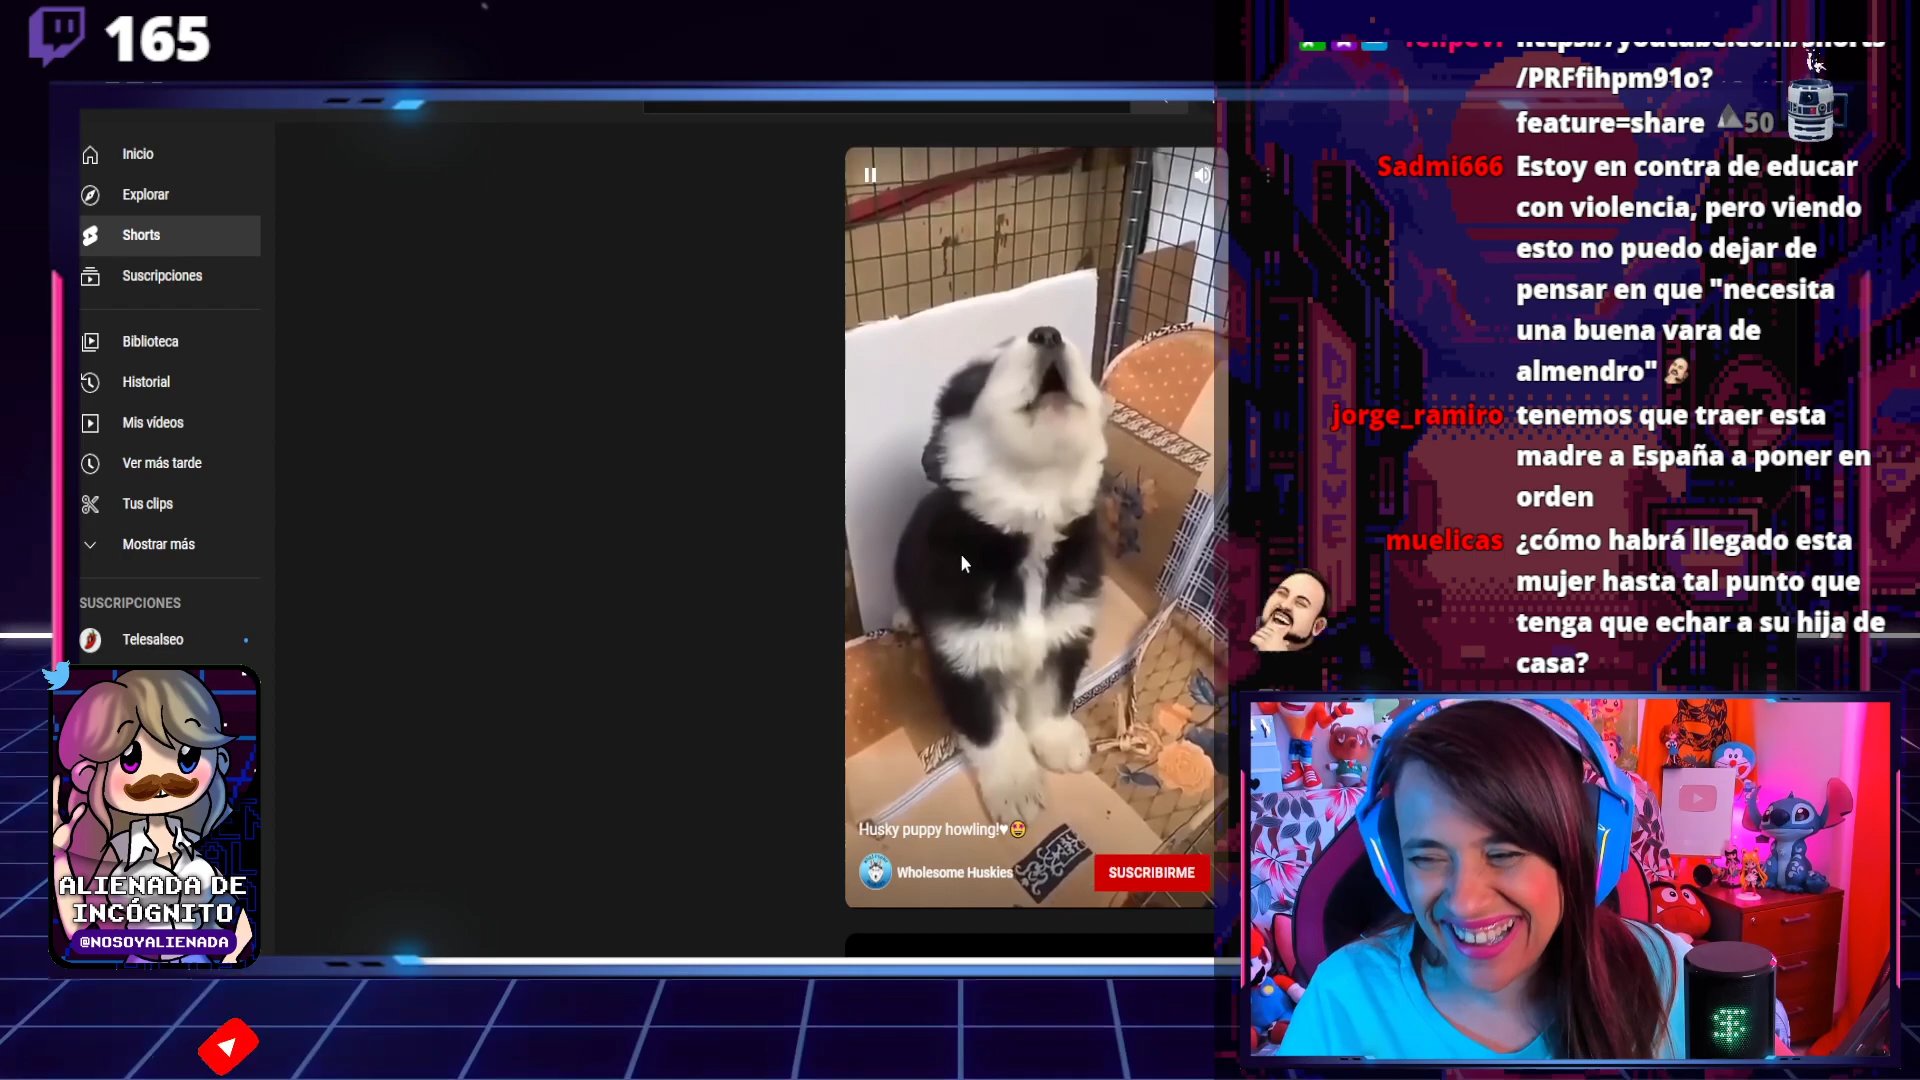 165
Inicio
Explorar
Shorts
Suscripciones
Biblioteca
Historial
Mis vídeos
Ver más tarde
Tus clips
Mostrar más
SUSCRIPCIONES
Telesalseo
ALIENADA DE
INCÓGNITO
@NOSOYALIENADA
Husky puppy howling!♥🤩
Wholesome Huskies
SUSCRIBIRME
/PRFfihpm91o?
feature=share 50
Sadmi666 Estoy en contra de educar
con violencia, pero viendo
esto no puedo dejar de
pensar en que "necesita
una buena vara de
almendro"
jorge_ramiro tenemos que traer esta
madre a España a poner en
orden
muelicas ¿cómo habrá llegado esta
mujer hasta tal punto que
tenga que echar a su hija de
casa?